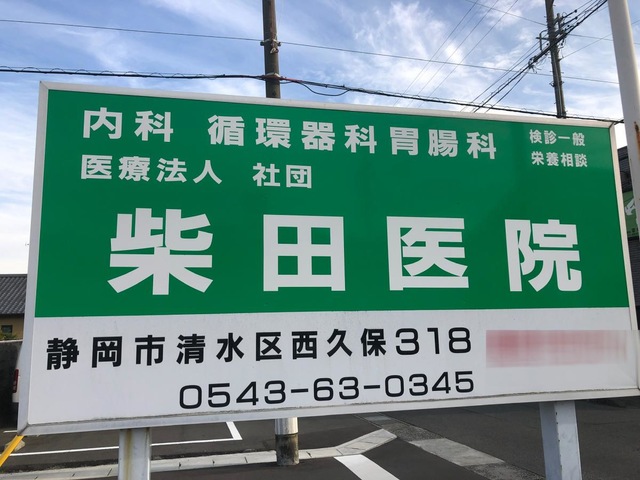 内科 循環器科胃腸科
検診一般
栄養相談
医療法人 社団
柴田医院
静岡市清水区西久保318
0543-63-0345